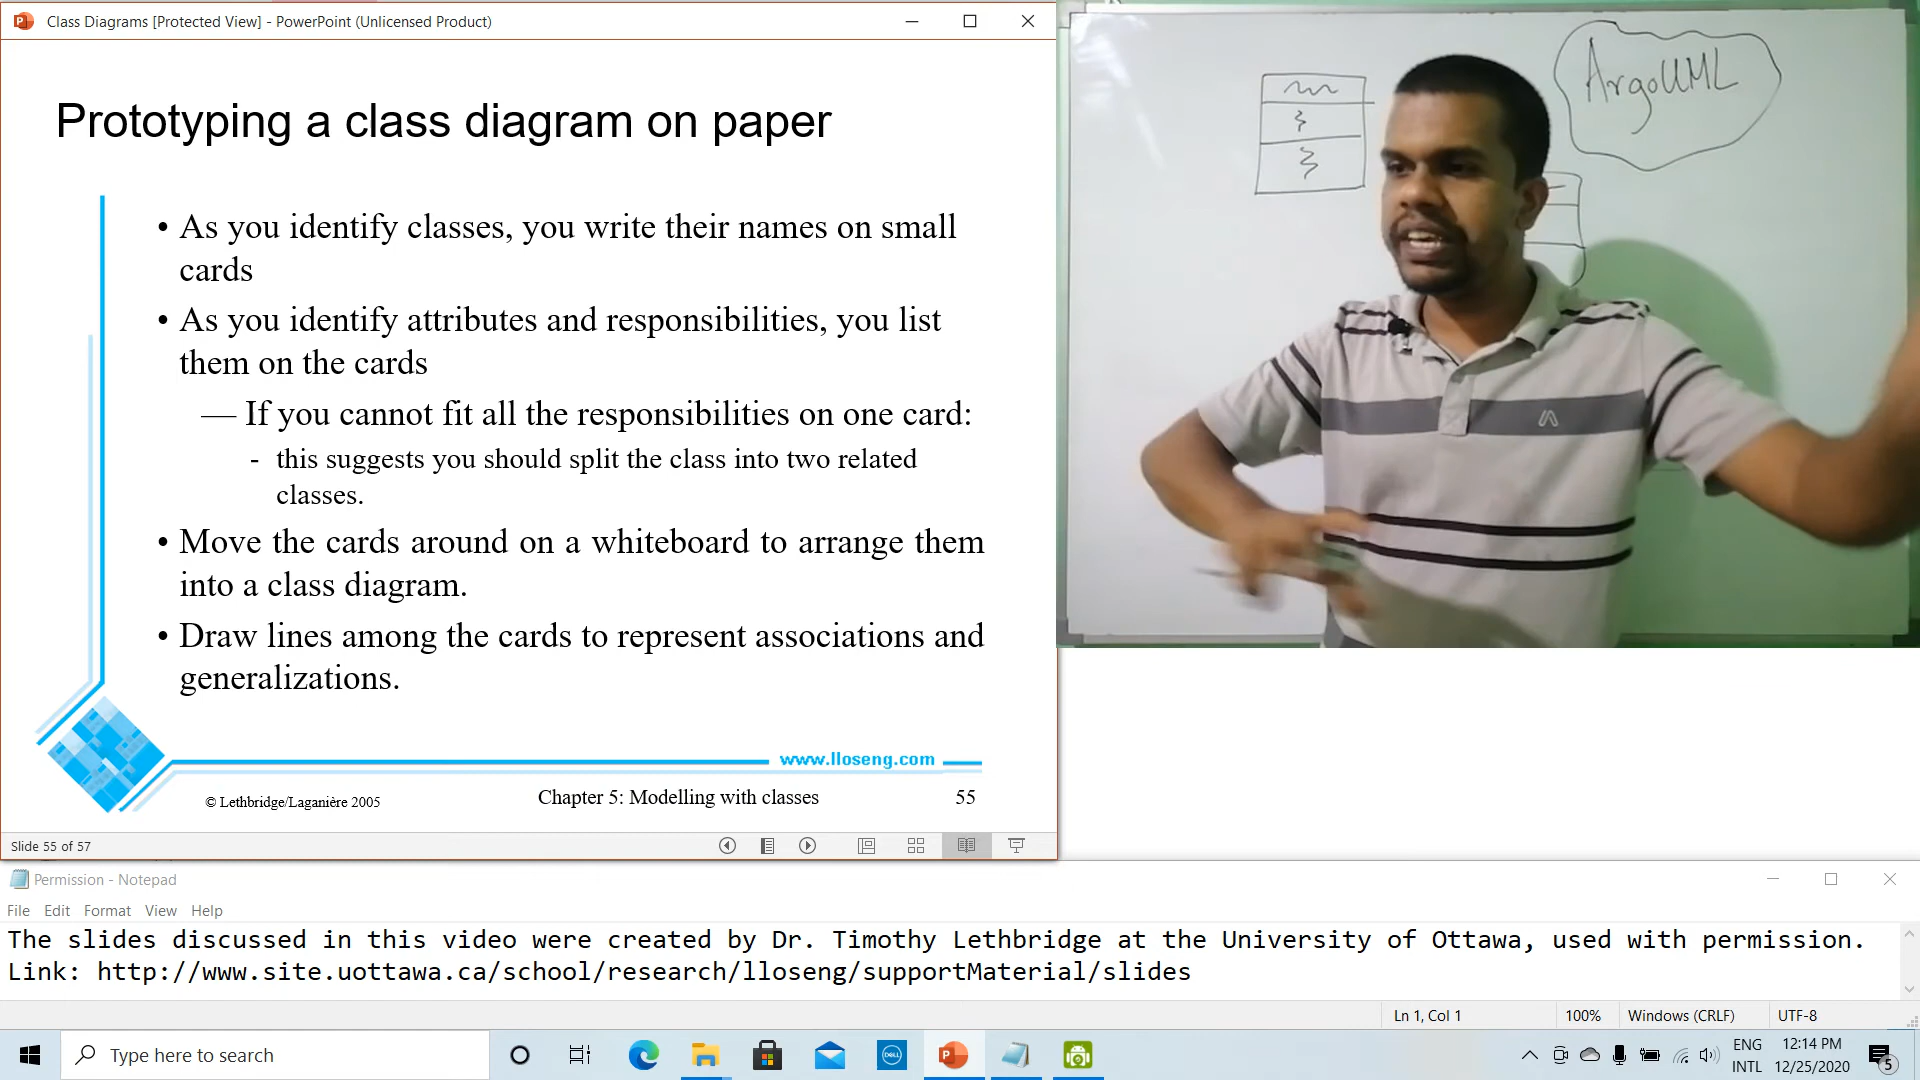 Class Diagrams [Protected View] - PowerPoint (Unlicensed Product)
Prototyping a class diagram on paper
• As you identify classes, you write their names on small
cards
• As you identify attributes and responsibilities, you list
them on the cards
— If you cannot fit all the responsibilities on one card:
- this suggests you should split the class into two related
classes.
• Move the cards around on a whiteboard to arrange them
into a class diagram.
• Draw lines among the cards to represent associations and
generalizations.
www.lloseng.com
© Lethbridge/Laganière 2005
Chapter 5: Modelling with classes
55
Slide 55 of 57
ArgoUML
Permission - Notepad
File Edit Format View Help
The slides discussed in this video were created by Dr. Timothy Lethbridge at the University of Ottawa, used with permission.
Link: http://www.site.uottawa.ca/school/research/lloseng/supportMaterial/slides
Ln 1, Col 1
100%
Windows (CRLF)
UTF-8
Type here to search
DELL
ENG
INTL
12:14 PM
12/25/2020
5